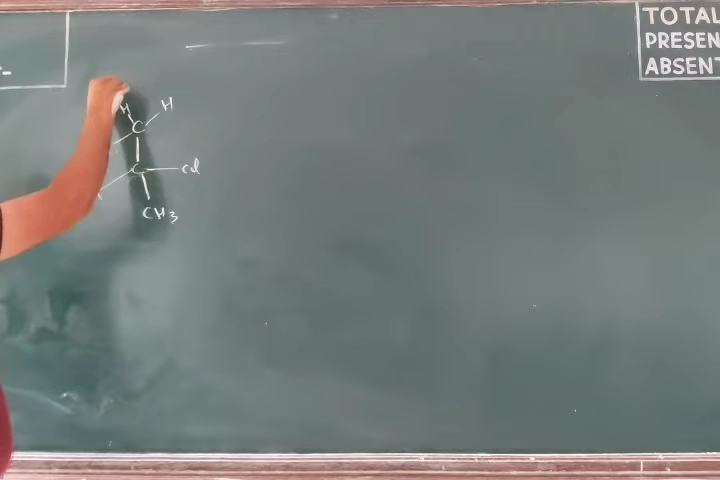 TOTAL
PRESEN
ABSENT
H H
C
C cl
CH3